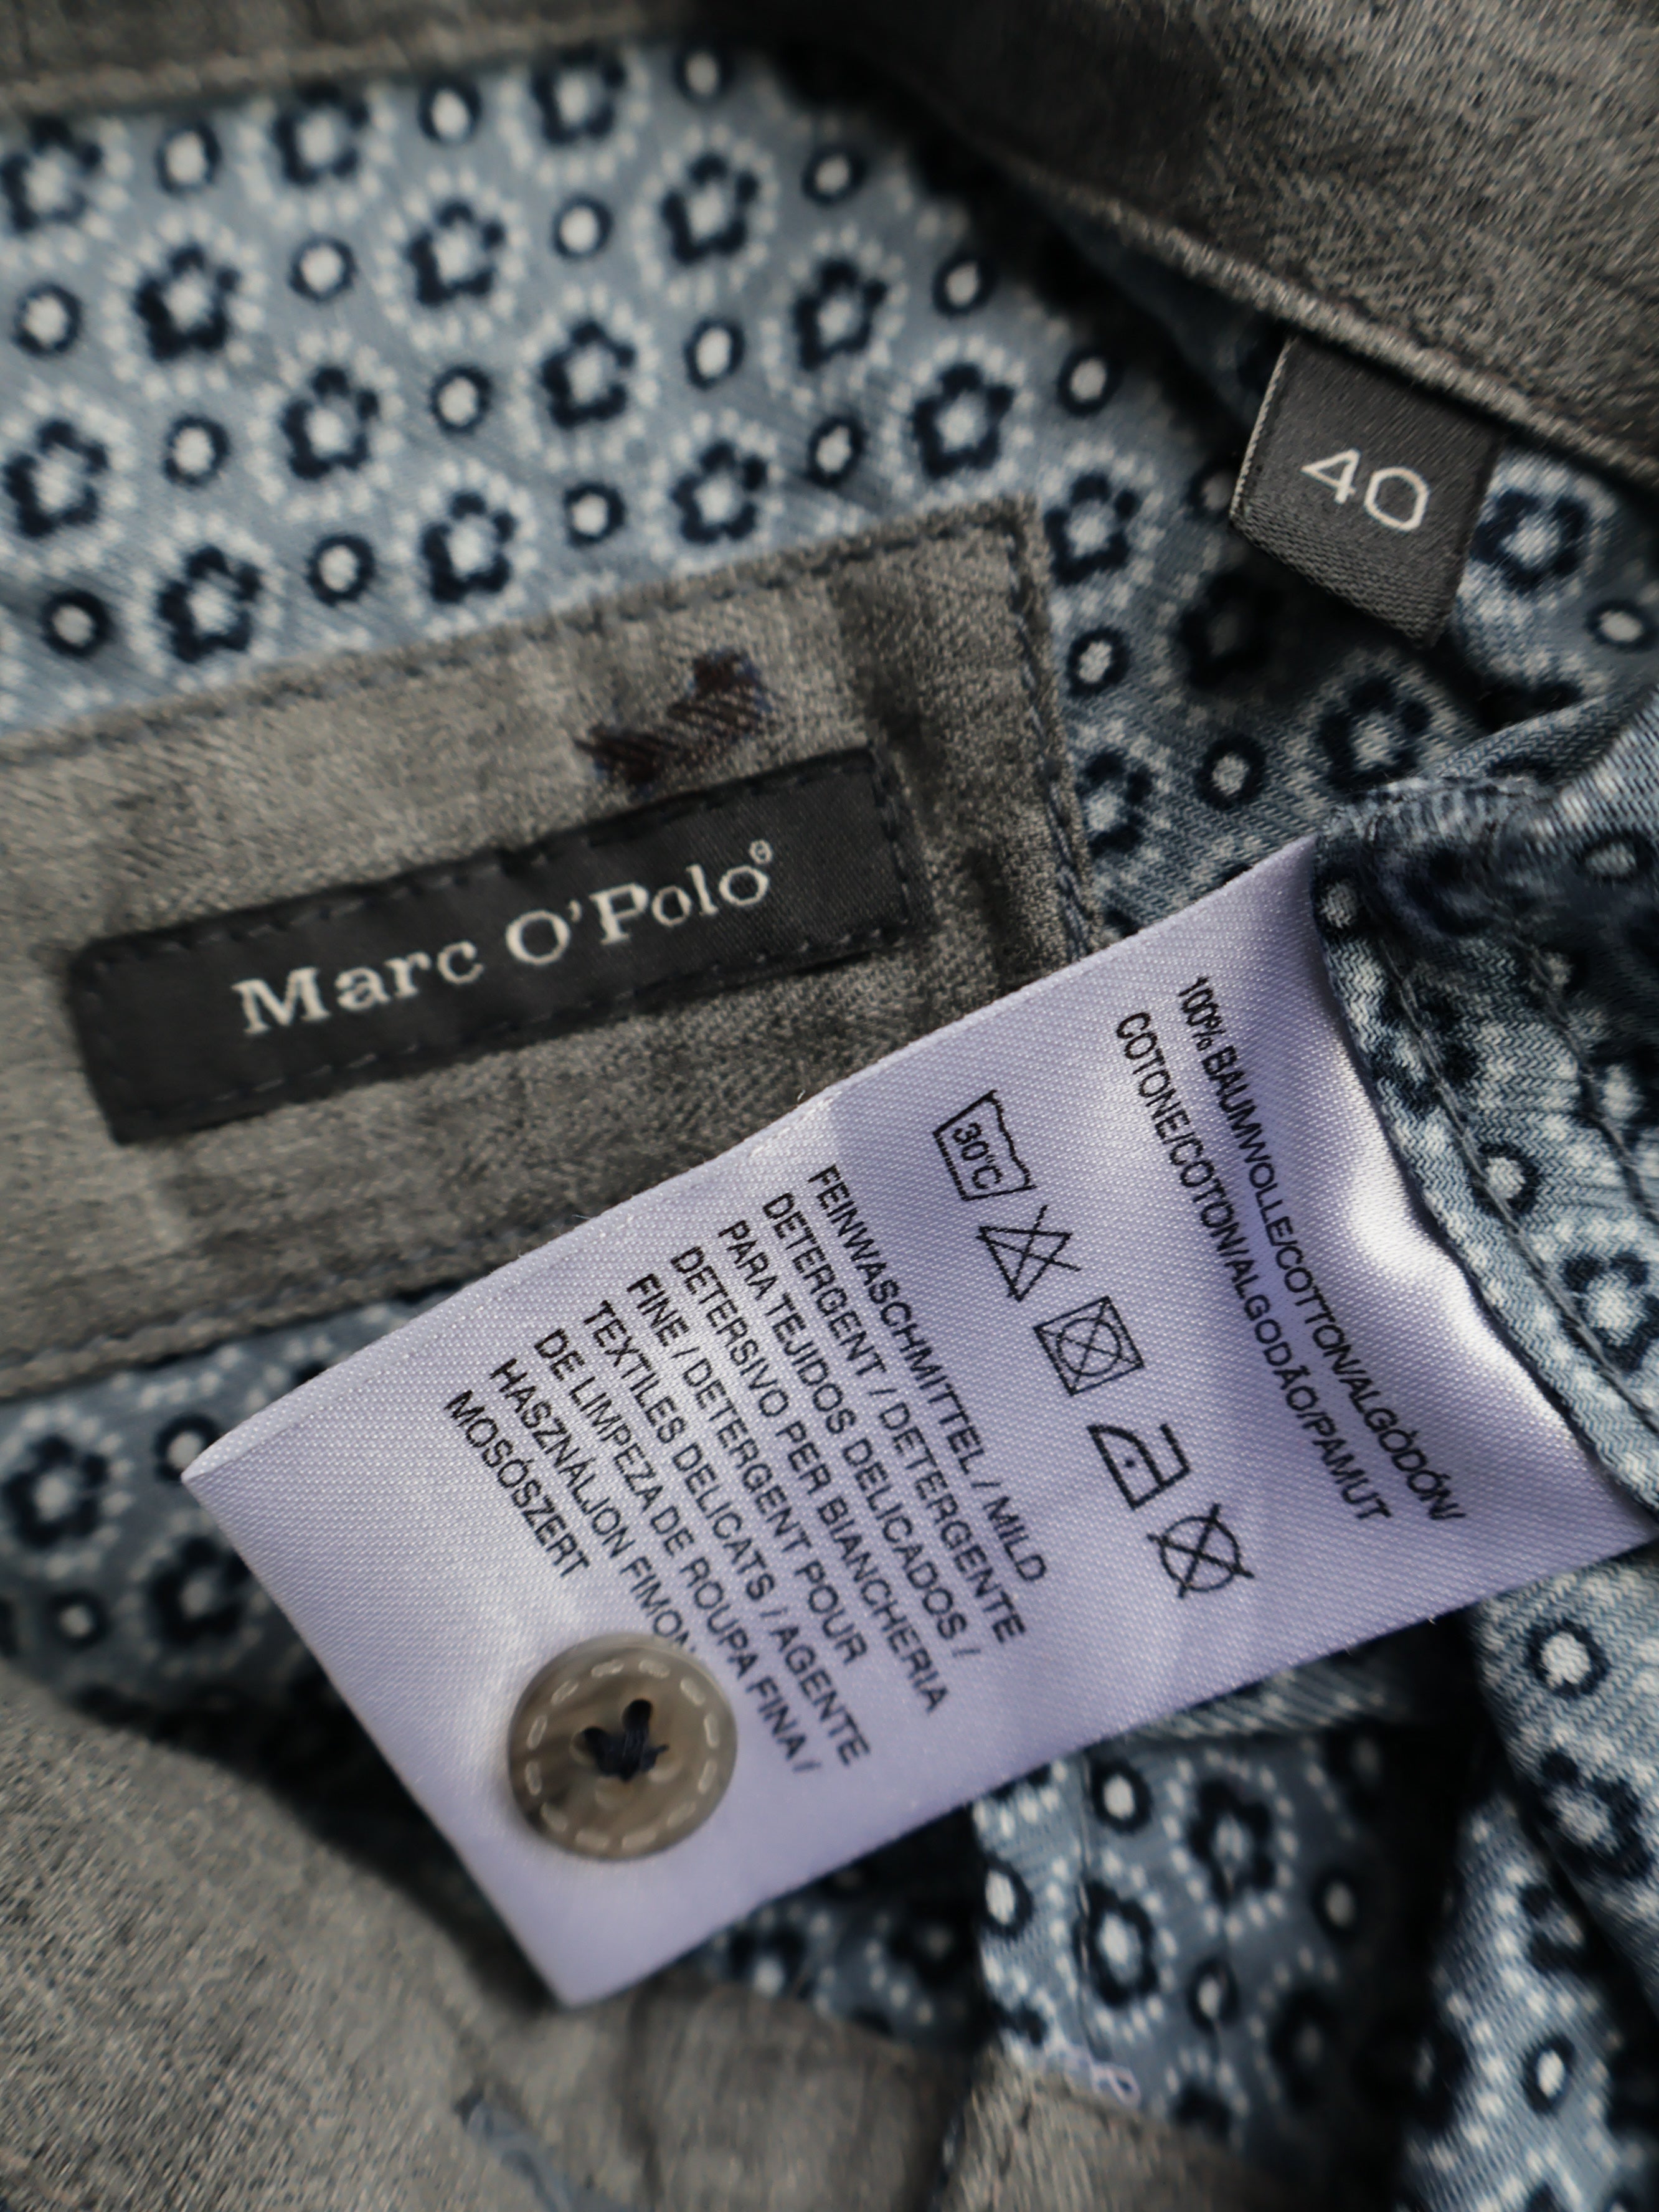 40
Marc O'Polo®
100% BAUMWOLLE/COTTON/ALGODÓN/
COTONE/COTON/ALGODÃO/PAMUT
30°C
FEINWASCHMITTEL / MILD
DETERGENT / DETERGENTE
PARA TEJIDOS DELICADOS /
DETERSIVO PER BIANCHERIA
FINE / DETERGENT POUR
TEXTILES DELICATS / AGENTE
DE LIMPEZA DE ROUPA FINA /
HASZNÁLJON FIMON
MOSÓSZERT